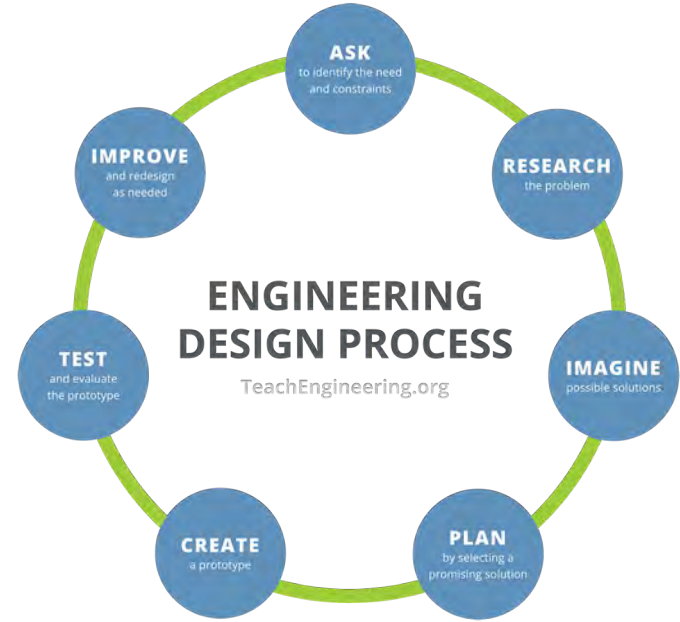 ASK
to identify the need
and constraints
RESEARCH
the problem
IMAGINE
possible solutions
PLAN
by selecting a
promising solution
CREATE
a prototype
TEST
and evaluate
the prototype
IMPROVE
and redesign
as needed
ENGINEERING
DESIGN PROCESS
TeachEngineering.org